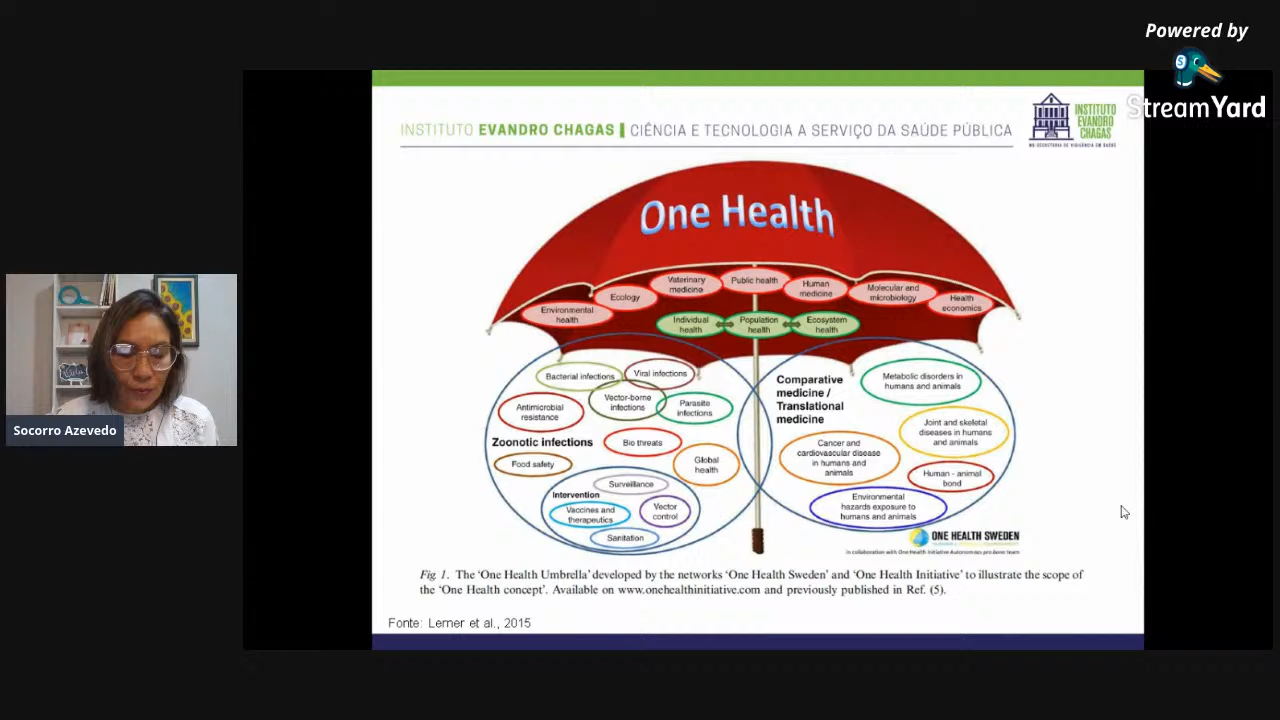 Powered by
StreamYard
INSTITUTO EVANDRO CHAGAS | CIÊNCIA E TECNOLOGIA A SERVIÇO DA SAÚDE PÚBLICA
INSTITUTO
EVANDRO
CHAGAS
MS-SECRETARIA DE VIGILÂNCIA EM SAÚDE
One Health
Environmental
health
Ecology
Vaterinary
medicine
Public health
Human
medicine
Molecular and
microbiology
Health
economics
Individual
health
Population
health
Ecosystem
health
Bacterial infections
Viral infections
Vector-borne
infections
Parasite
infections
Antimicrobial
resistance
Zoonotic infections
Bio threats
Food safety
Global
health
Surveillance
Intervention
Vaccines and
therapeutics
Vector
control
Sanitation
Comparative
medicine /
Translational
medicine
Metabolic disorders in
humans and animals
Joint and skeletal
diseases in humans
and animals
Cancer and
cardiovascular disease
in humans and
animals
Human - animal
bond
Environmental
hazards exposure to
humans and animals
ONE HEALTH SWEDEN
in collaboration with One Health Initiative Autonomous pro bono team
Fig. 1. The 'One Health Umbrella' developed by the networks 'One Health Sweden' and 'One Health Initiative' to illustrate the scope of
the 'One Health concept'. Available on www.onehealthinitiative.com and previously published in Ref. (5).
Fonte: Lerner et al., 2015
Socorro Azevedo